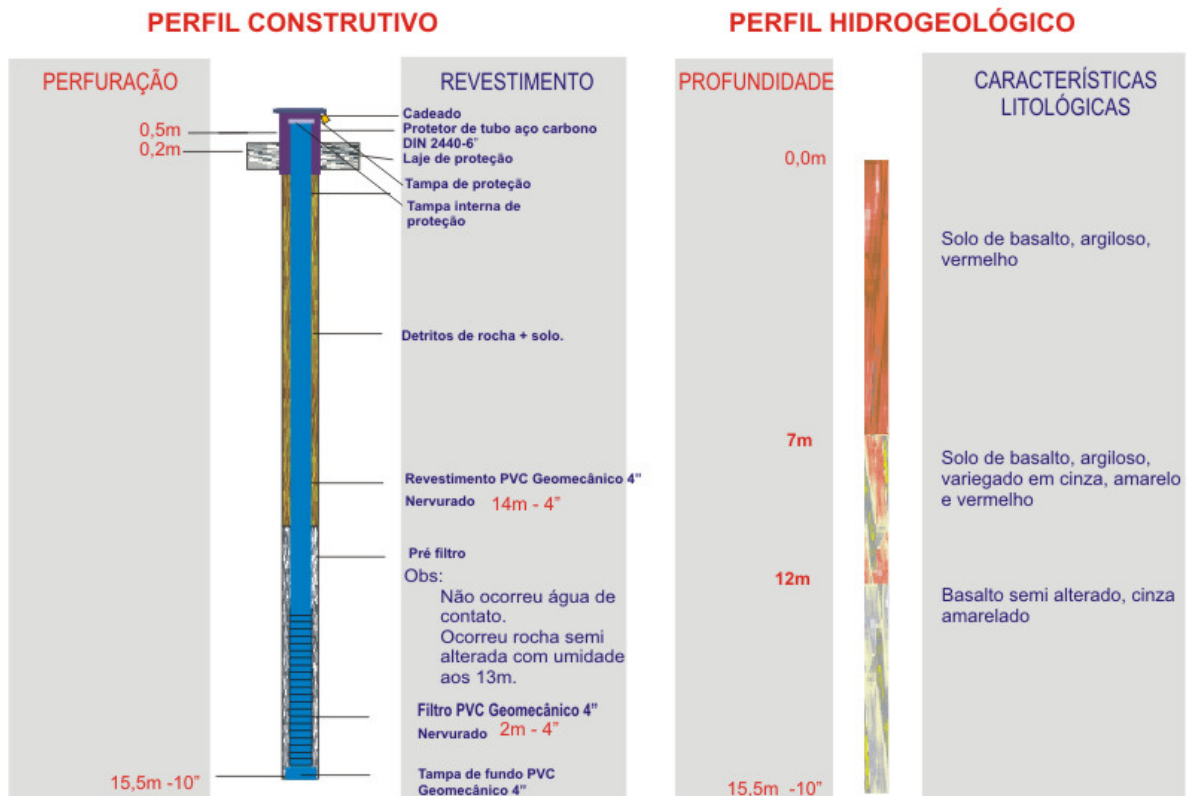 PERFIL CONSTRUTIVO
PERFURAÇÃO
0,5m
0,2m
15,5m -10"
REVESTIMENTO
Cadeado
Protetor de tubo aço carbono
DIN 2440-6"
Laje de proteção
Tampa de proteção
Tampa interna de
proteção
Detritos de rocha + solo.
Revestimento PVC Geomecânico 4"
Nervurado 14m - 4"
Pré filtro
Obs:
Não ocorreu água de
contato.
Ocorreu rocha semi
alterada com umidade
aos 13m.
Filtro PVC Geomecânico 4"
Nervurado 2m - 4"
Tampa de fundo PVC
Geomecânico 4"
PERFIL HIDROGEOLÓGICO
PROFUNDIDADE
0,0m
7m
12m
15,5m -10"
CARACTERÍSTICAS
LITOLÓGICAS
Solo de basalto, argiloso,
vermelho
Solo de basalto, argiloso,
variegado em cinza, amarelo
e vermelho
Basalto semi alterado, cinza
amarelado